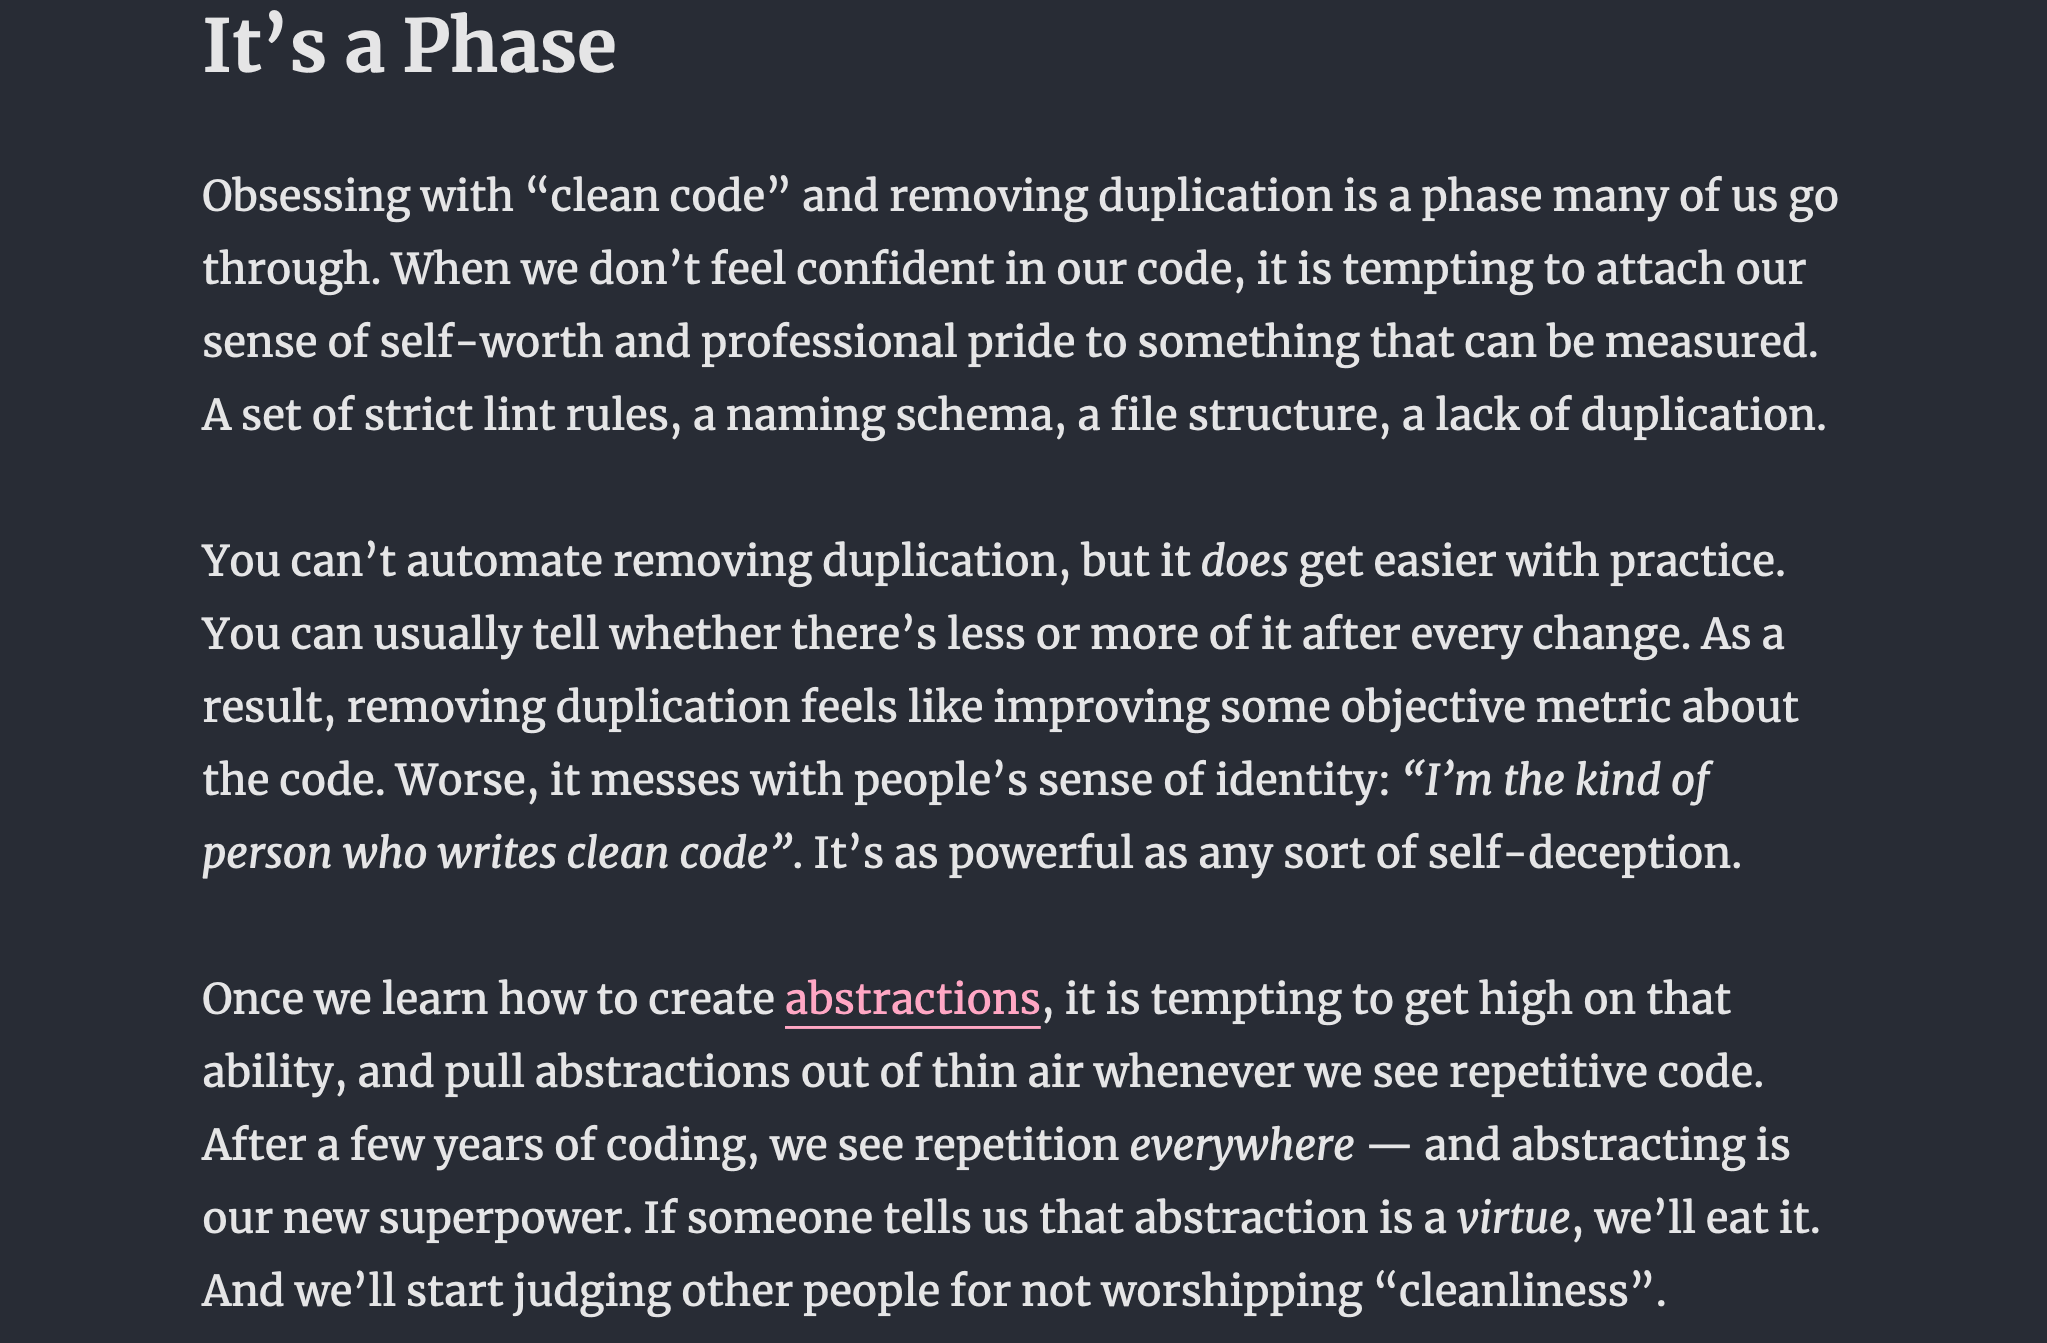 It’s a Phase
Obsessing with “clean code” and removing duplication is a phase many of us go
through. When we don’t feel confident in our code, it is tempting to attach our
sense of self-worth and professional pride to something that can be measured.
A set of strict lint rules, a naming schema, a file structure, a lack of duplication.
You can’t automate removing duplication, but it does get easier with practice.
You can usually tell whether there’s less or more of it after every change. As a
result, removing duplication feels like improving some objective metric about
the code. Worse, it messes with people’s sense of identity: “I’m the kind of
person who writes clean code”. It’s as powerful as any sort of self-deception.
Once we learn how to create abstractions, it is tempting to get high on that
ability, and pull abstractions out of thin air whenever we see repetitive code.
After a few years of coding, we see repetition everywhere — and abstracting is
our new superpower. If someone tells us that abstraction is a virtue, we’ll eat it.
And we’ll start judging other people for not worshipping “cleanliness”.